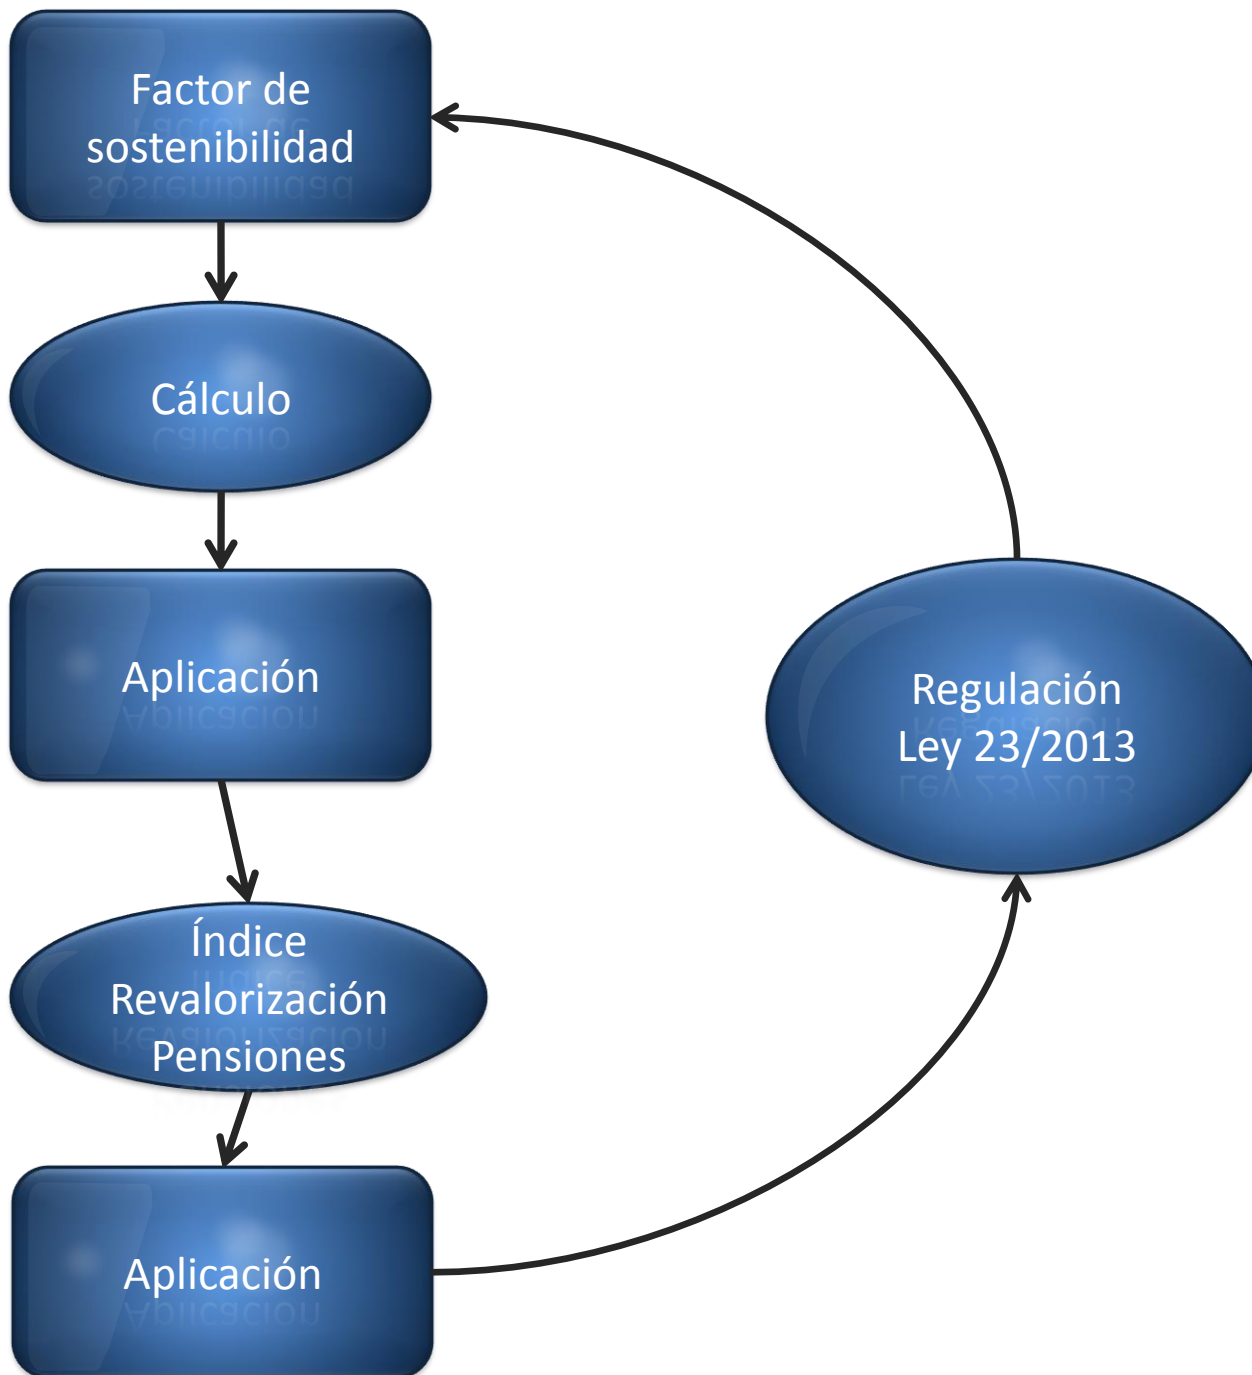 Factor de
sostenibilidad
Cálculo
Aplicación
Índice
Revalorización
Pensiones
Aplicación
Regulación
Ley 23/2013